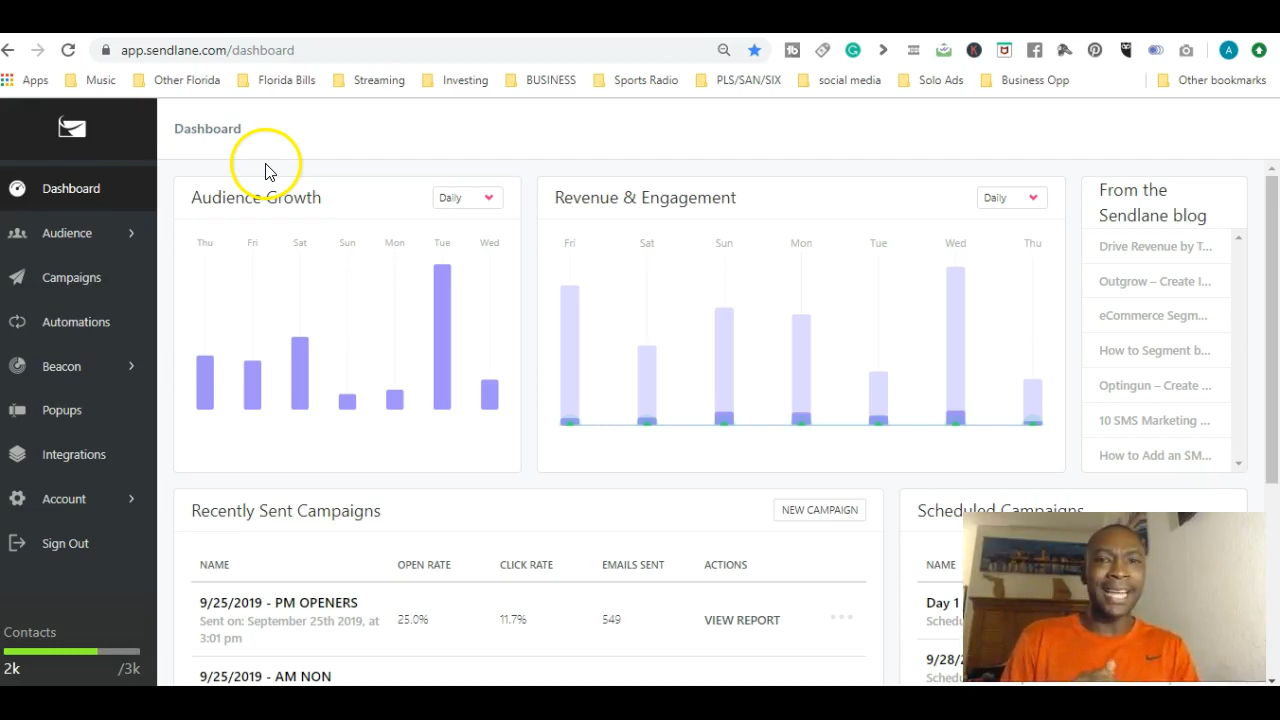 app.sendlane.com/dashboard
Apps Music Other Florida Florida Bills Streaming Investing BUSINESS Sports Radio PLS/SAN/SIX social media Solo Ads Business Opp Other bookmarks
Dashboard
Dashboard
Audience
Campaigns
Automations
Beacon
Popups
Integrations
Account
Sign Out
Contacts
2k /3k
Audience Growth
Daily
Thu Fri Sat Sun Mon Tue Wed
Revenue & Engagement
Daily
Fri Sat Sun Mon Tue Wed Thu
From the
Sendlane blog
Drive Revenue by T...
Outgrow – Create I...
eCommerce Segm...
How to Segment b...
Optingun – Create ...
10 SMS Marketing ...
How to Add an SM...
Recently Sent Campaigns
NEW CAMPAIGN
NAME OPEN RATE CLICK RATE EMAILS SENT ACTIONS
9/25/2019 - PM OPENERS
Sent on: September 25th 2019, at
3:01 pm
25.0% 11.7% 549 VIEW REPORT
9/25/2019 - AM NON
Scheduled Campaigns
NAME
Day 1
Sched
9/28/2
Sched